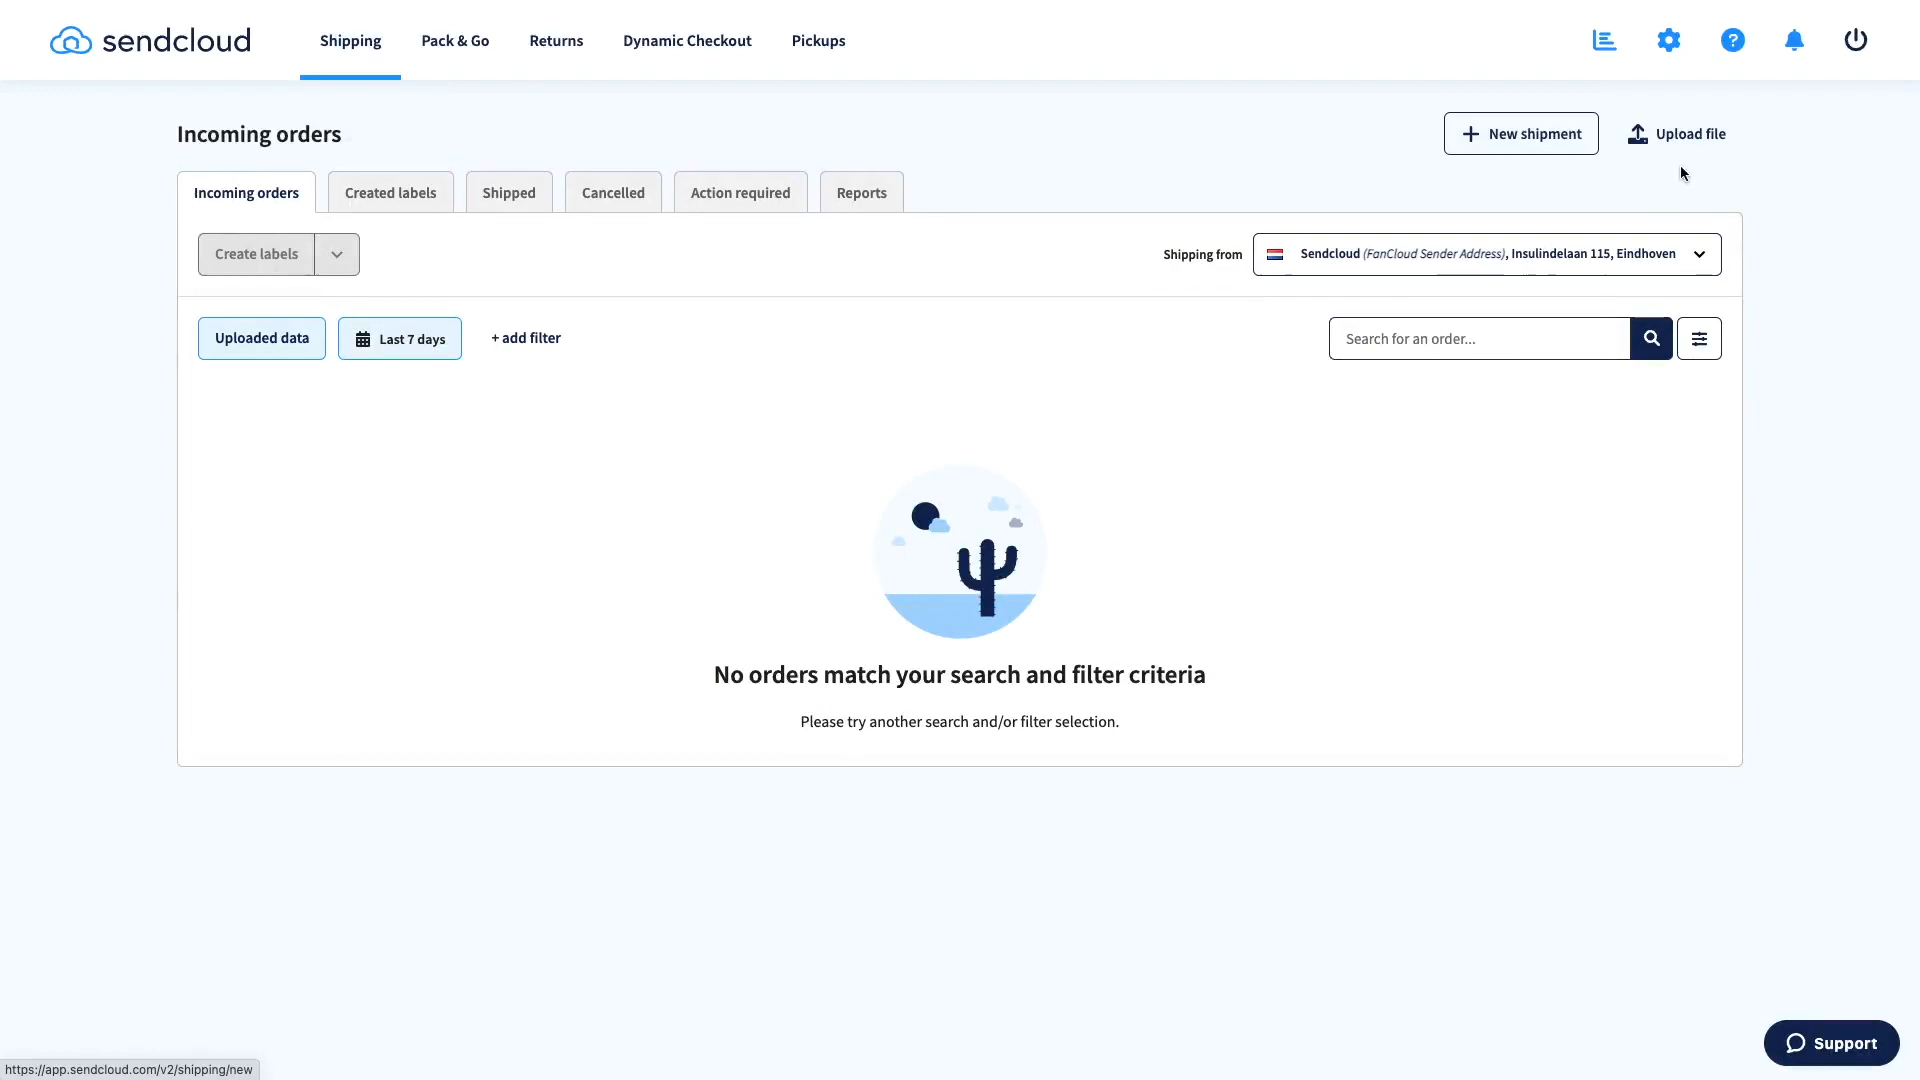 sendcloud
Shipping
Pack & Go
Returns
Dynamic Checkout
Pickups
?
Incoming orders
New shipment
Upload file
Incoming orders
Created labels
Shipped
Cancelled
Action required
Reports
Create labels
Shipping from
Sendcloud (FanCloud Sender Address), Insulindelaan 115, Eindhoven
Uploaded data
Last 7 days
+ add filter
Search for an order...
No orders match your search and filter criteria
Please try another search and/or filter selection.
Support
https://app.sendcloud.com/v2/shipping/new